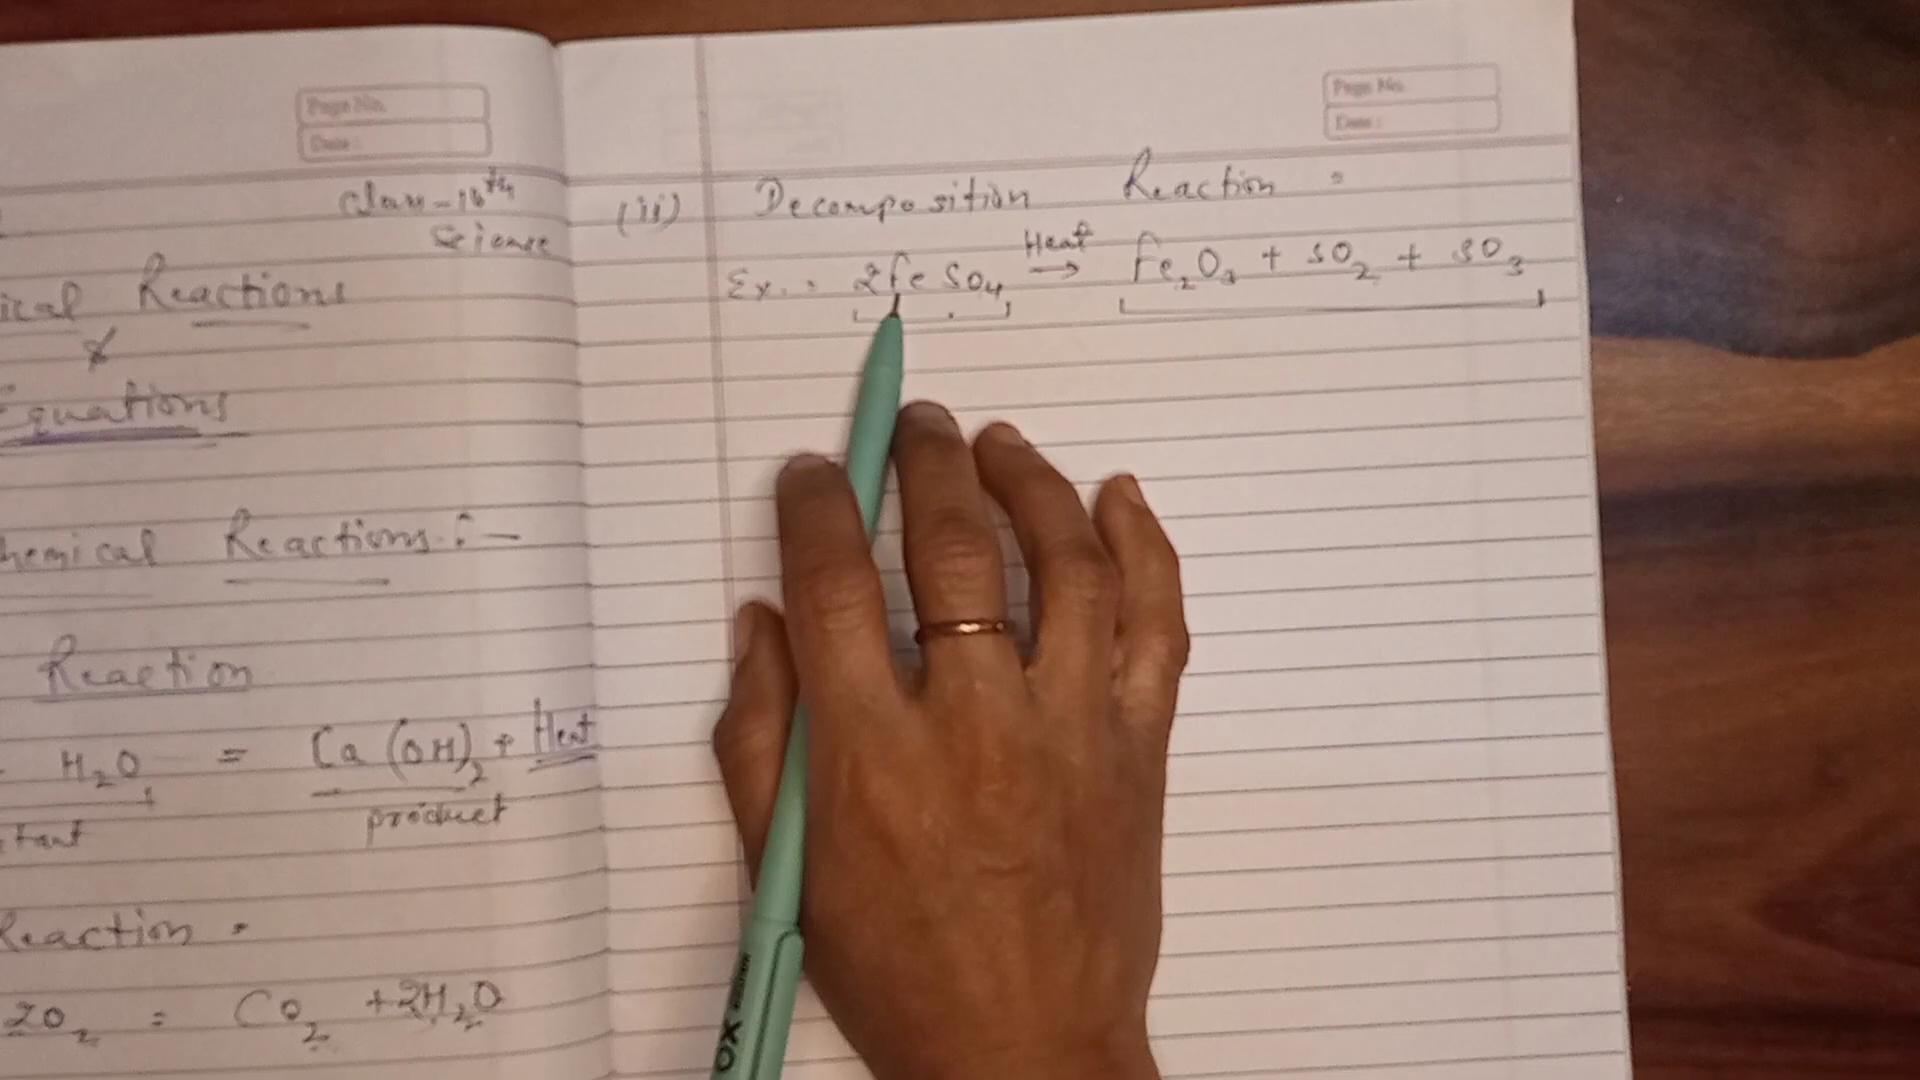 Page No.
Date :
Class-10th
Science
ical Reactions
&
Equations
hemical Reactions :-
Reaction
H2O = Ca(OH)2 + Heat
tant product
Reaction =
2O2 = CO2 + 2H2O
Page No.
Date :
(ii) Decomposition Reaction =
Ex. : 2FeSO4 Heat → Fe2O3 + SO2 + SO3
OX